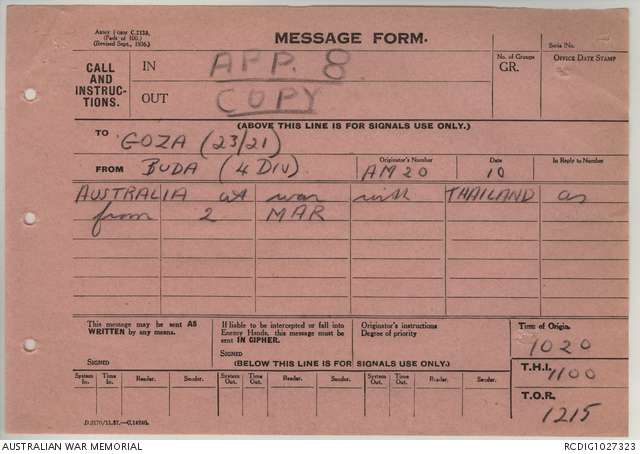 Army Form C.2138.
(Pads of 100.)
(Revised Sept., 1936.)
MESSAGE FORM.
Serial No.
CALL AND INSTRUC-TIONS.
IN APP. 8
OUT COPY
No. of Groups GR.
OFFICE DATE STAMP
(ABOVE THIS LINE IS FOR SIGNALS USE ONLY.)
TO GOZA (23/21)
FROM BUDA (4 DIV)
Originator's Number AM 20
Date 10
In Reply to Number
AUSTRALIA at war with THAILAND as
from 2 MAR
This message may be sent AS WRITTEN by any means.
SIGNED
If liable to be intercepted or fall into Enemy Hands, this message must be sent IN CIPHER.
SIGNED
Originator's instructions
Degree of priority
Time of Origin.
1020
T.H.I.
1100
T.O.R.
1215
(BELOW THIS LINE IS FOR SIGNALS USE ONLY.)
System In. Time In. Reader. Sender. System Out. Time Out. Reader. Sender. System Out. Time Out. Reader. Sender.
AUSTRALIAN WAR MEMORIAL
RCDIG1027323